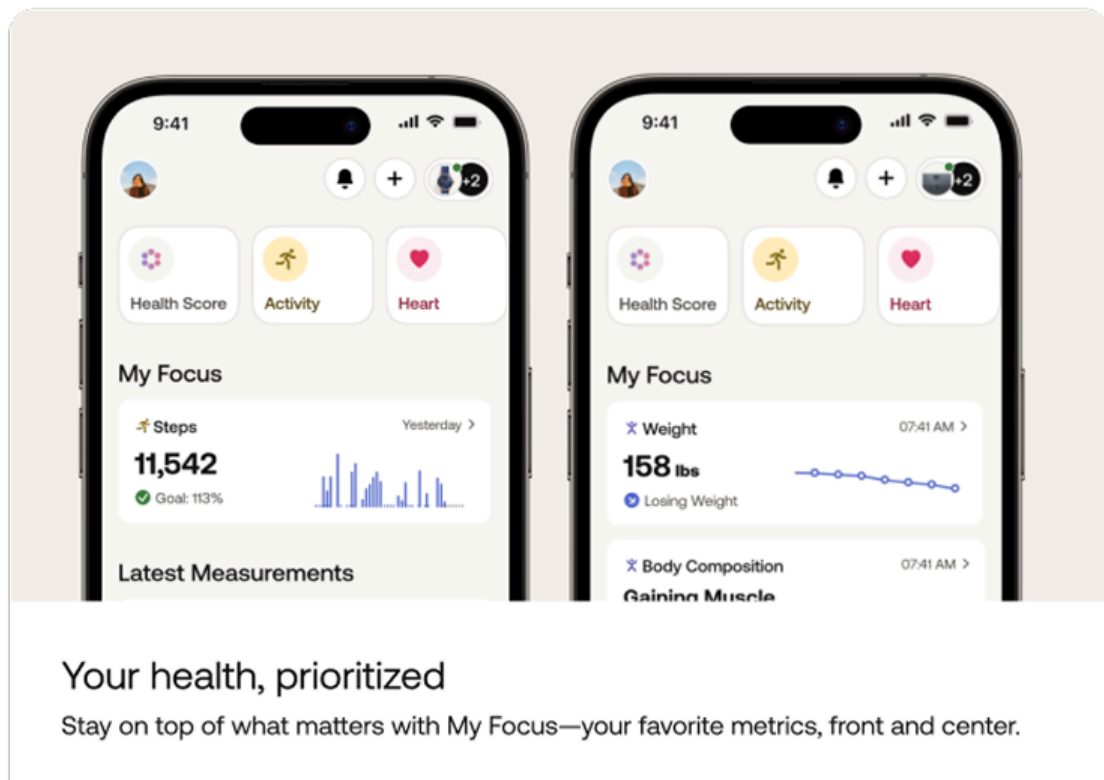 9:41
+2
Health Score
Activity
Heart
My Focus
Steps
Yesterday
11,542
Goal: 113%
Latest Measurements
9:41
+2
Health Score
Activity
Heart
My Focus
Weight
07:41 AM
158 lbs
Losing Weight
Body Composition
07:41 AM
Gaining Muscle
Your health, prioritized
Stay on top of what matters with My Focus—your favorite metrics, front and center.